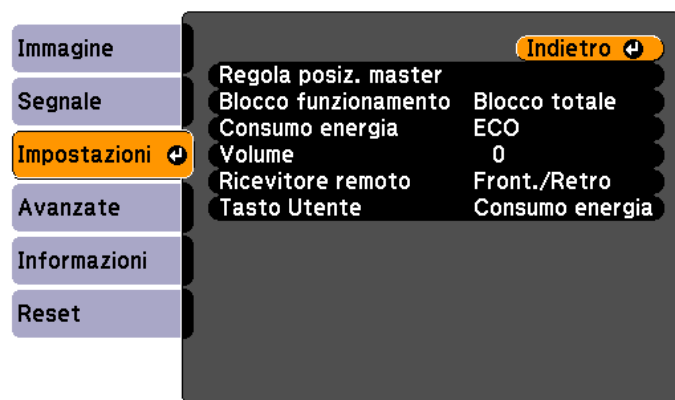 Immagine
Segnale
Impostazioni
Avanzate
Informazioni
Reset
Indietro
Regola posiz. master
Blocco funzionamento Blocco totale
Consumo energia ECO
Volume 0
Ricevitore remoto Front./Retro
Tasto Utente Consumo energia